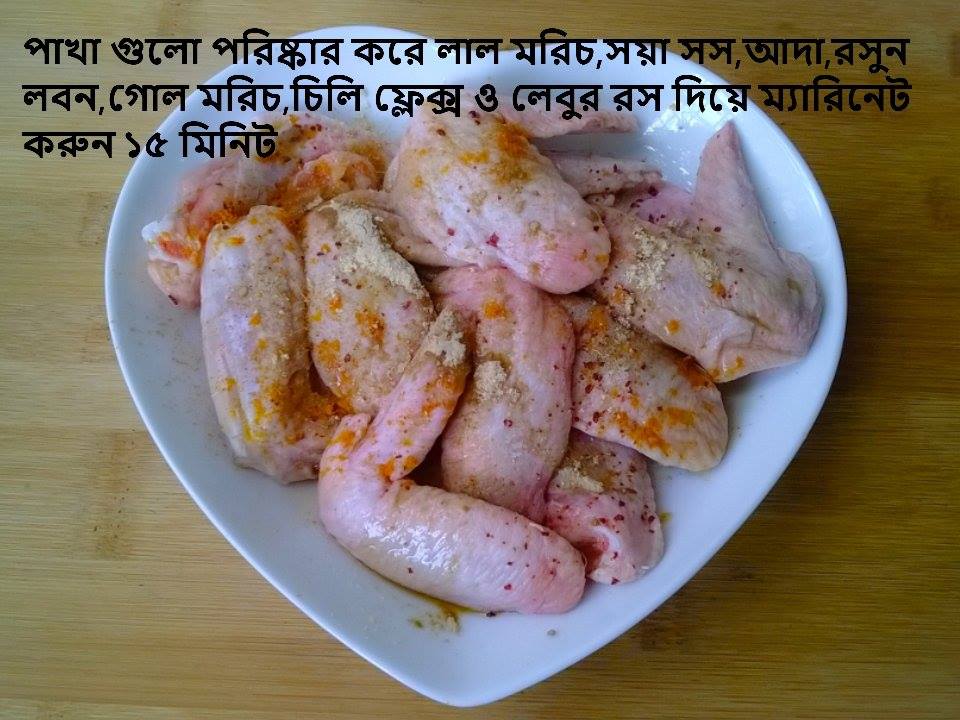 পাখা গুলো পরিষ্কার করে লাল মরিচ,সয়া সস,আদা,রসুন
লবন,গোল মরিচ,চিলি ফ্লেক্স ও লেবুর রস দিয়ে ম্যারিনেট
করুন ১৫ মিনিট